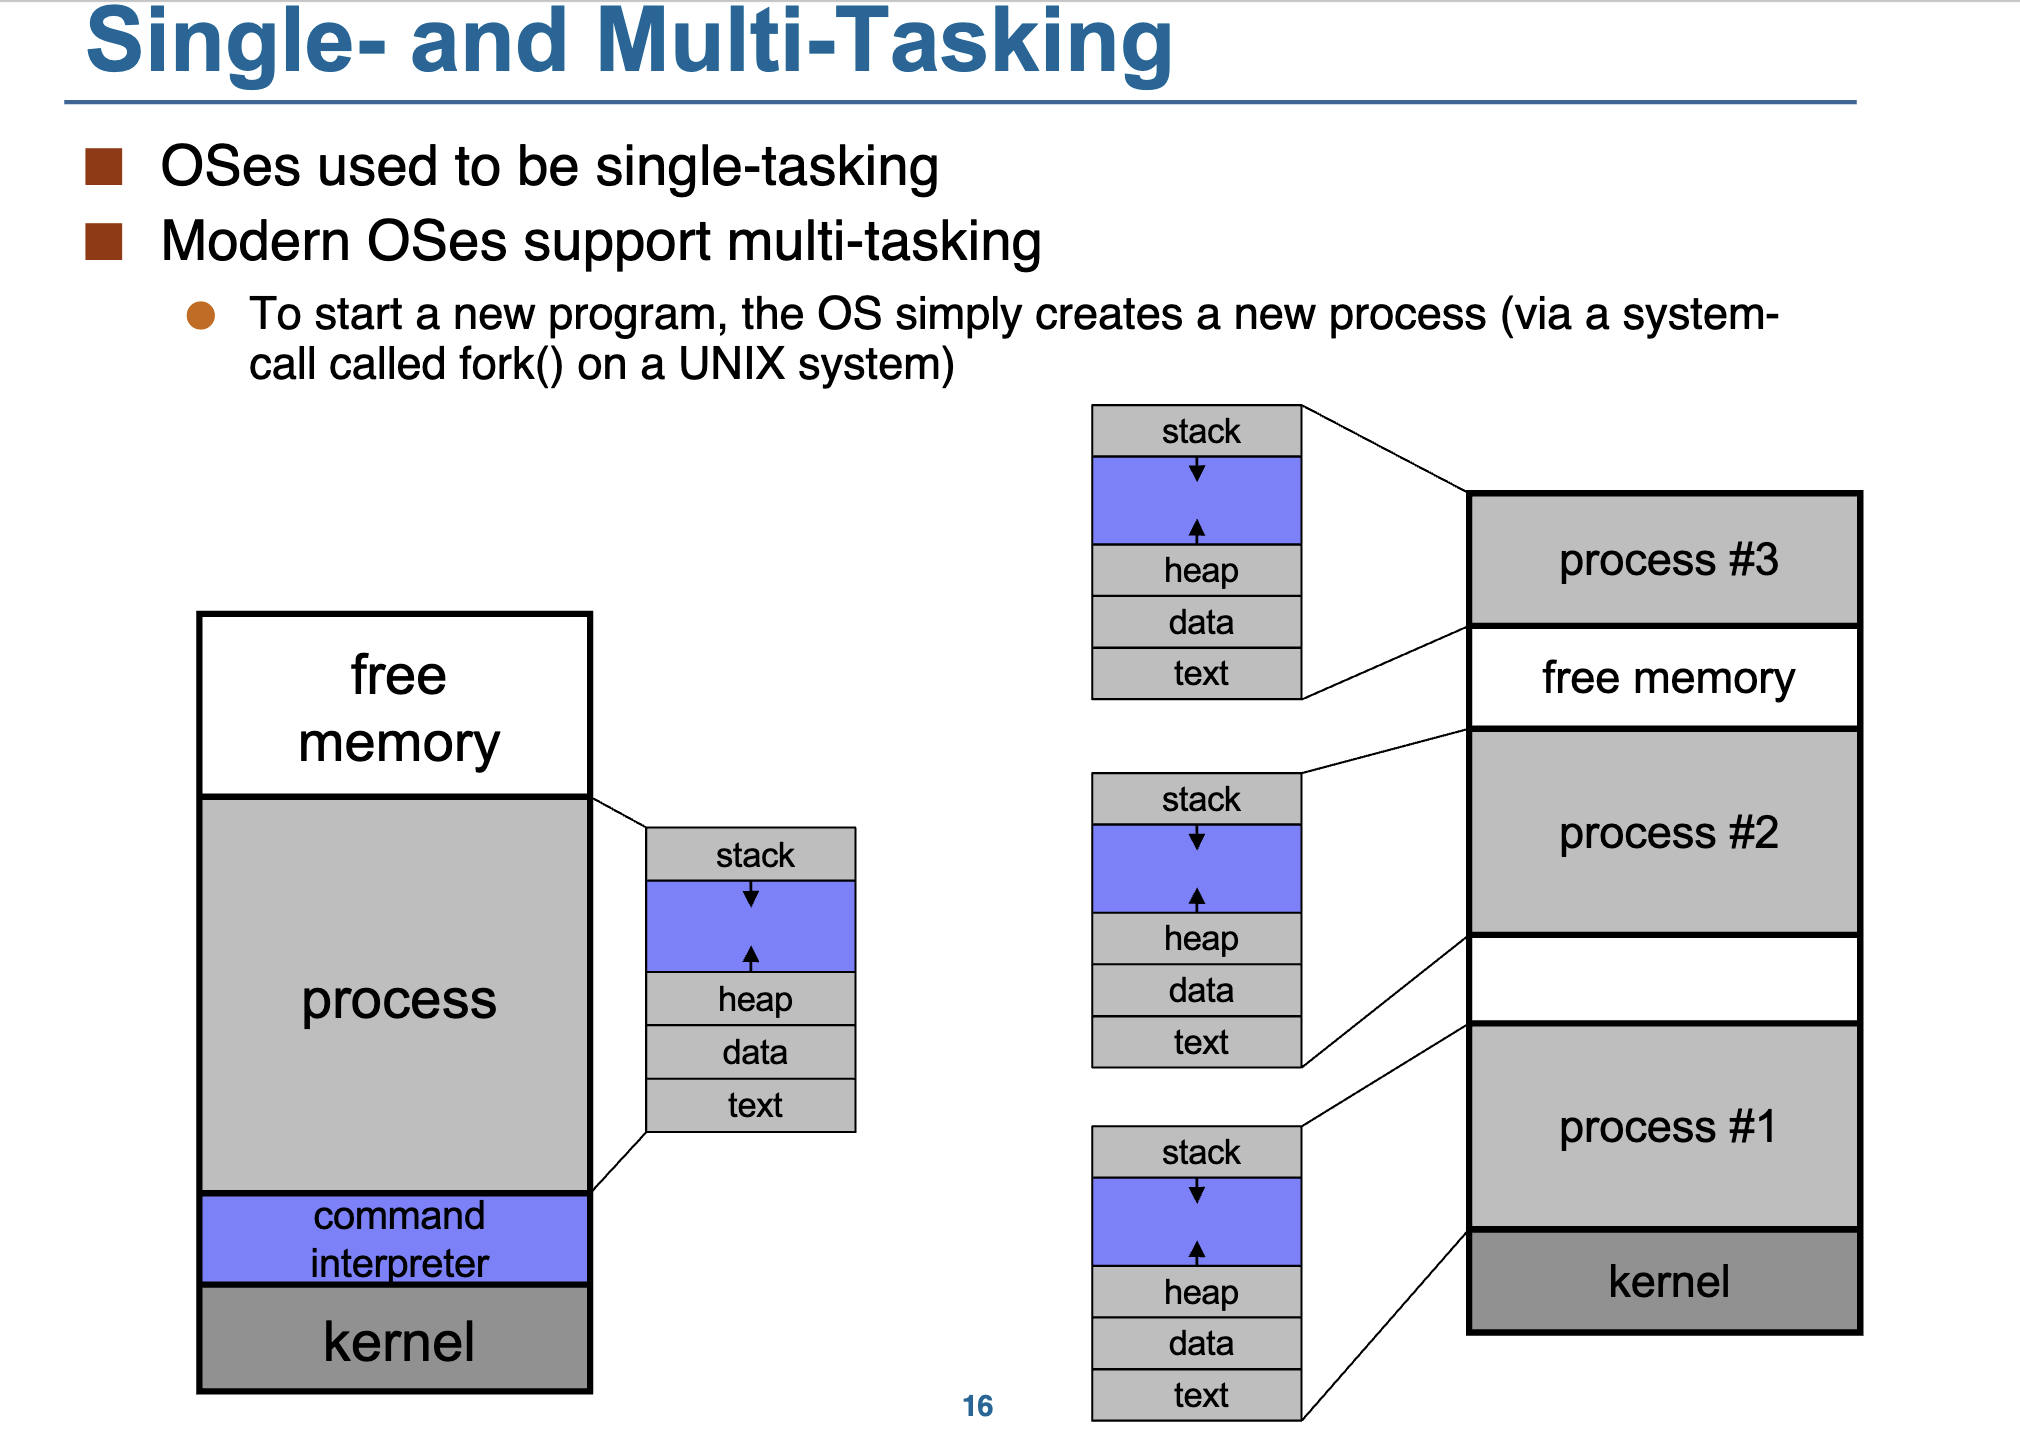 Single- and Multi-Tasking
OSes used to be single-tasking
Modern OSes support multi-tasking
To start a new program, the OS simply creates a new process (via a system-
call called fork() on a UNIX system)
free
memory
process
command
interpreter
kernel
stack
heap
data
text
stack
heap
data
text
stack
heap
data
text
stack
heap
data
text
process #3
free memory
process #2
process #1
kernel
16